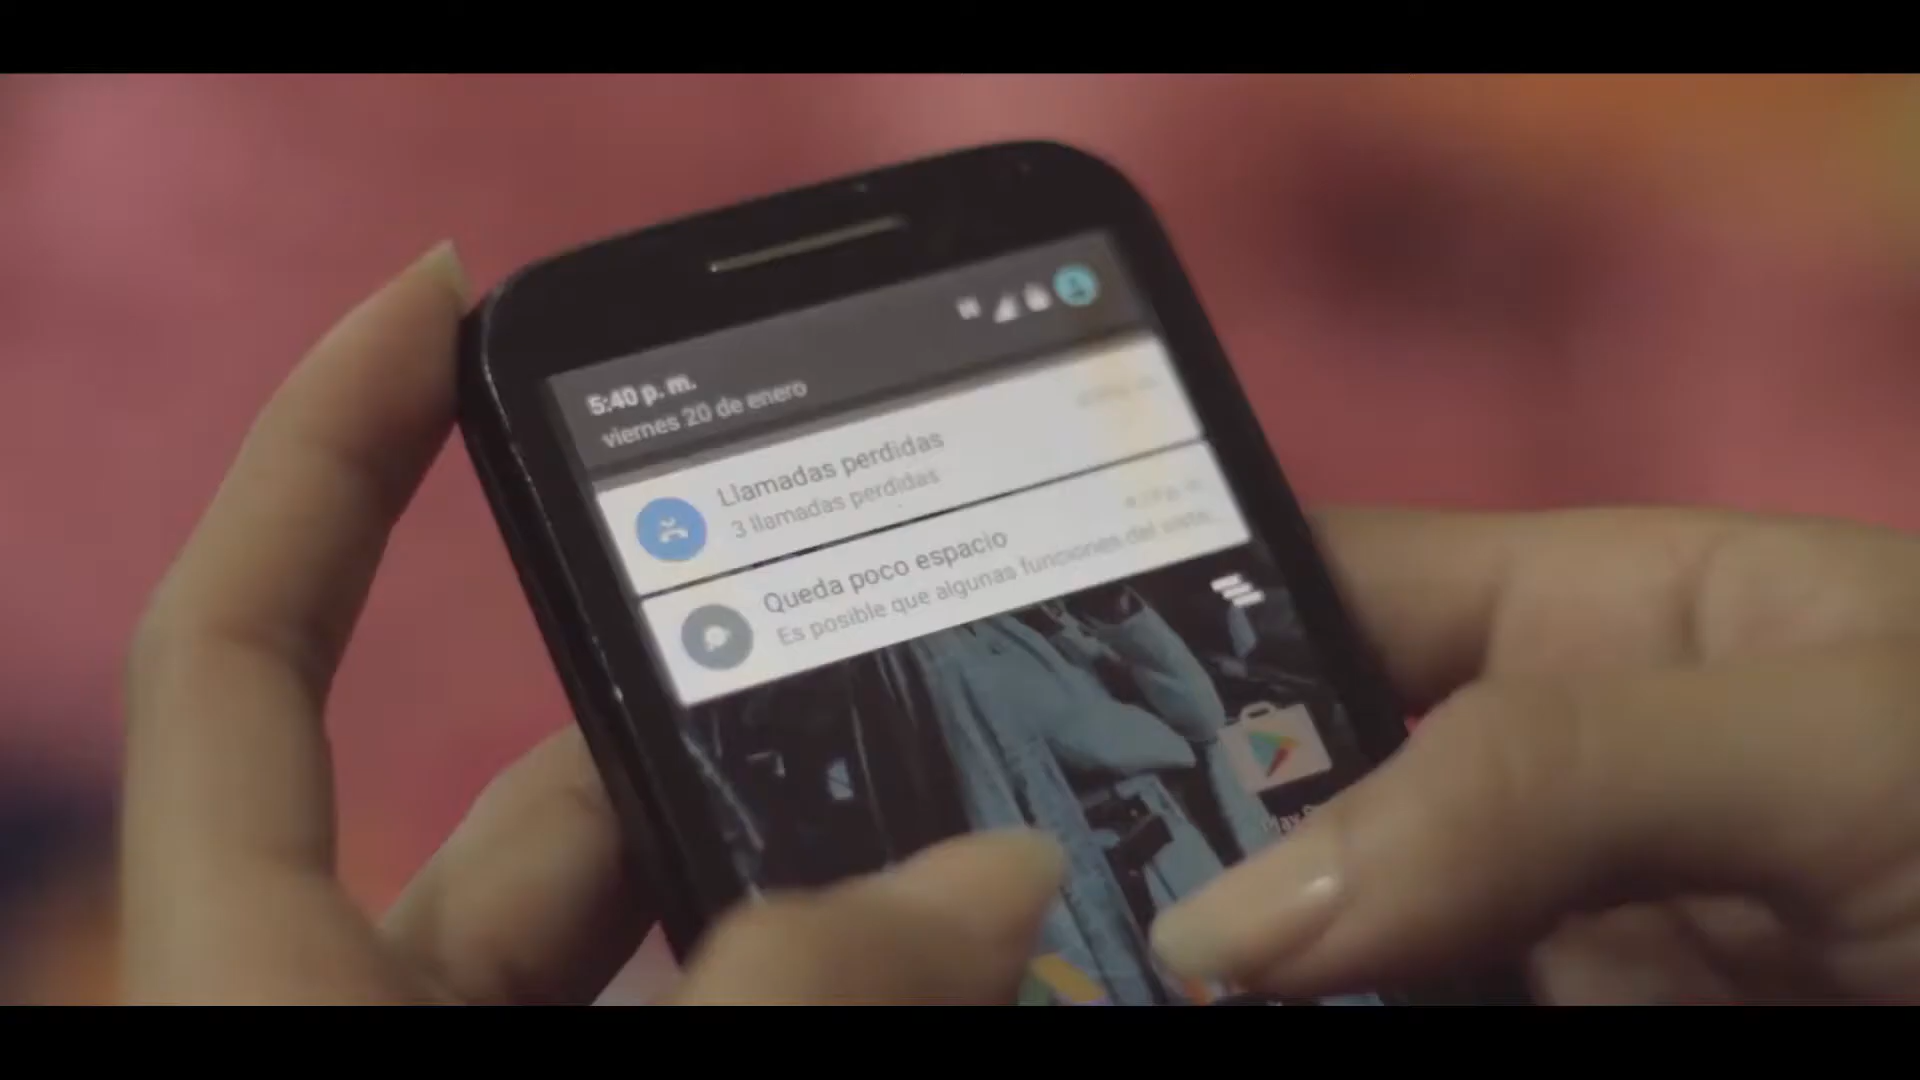 5:40 p. m.
viernes 20 de enero
Llamadas perdidas
3 llamadas perdidas
Queda poco espacio
Es posible que algunas funciones del siste...